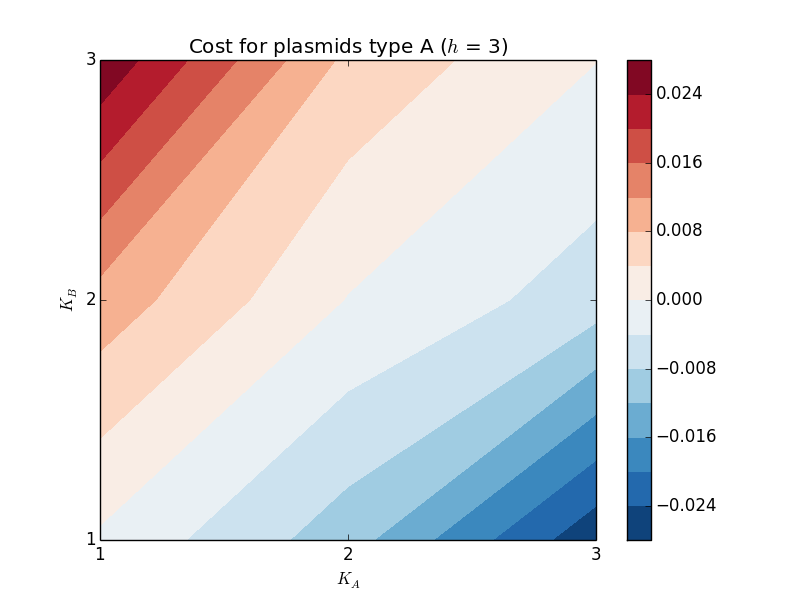 Cost for plasmids type A (h = 3)
3
2
1
K_B
1 2 3
K_A
0.024
0.016
0.008
0.000
−0.008
−0.016
−0.024